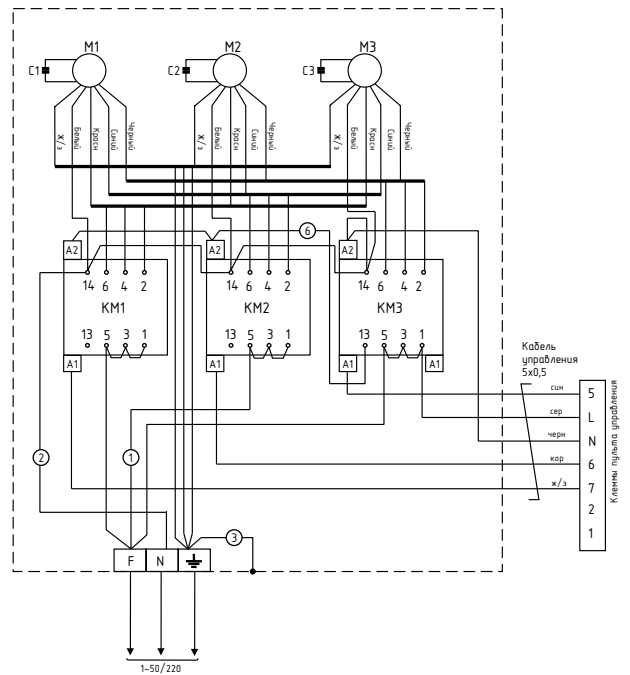 M1 M2 M3
C1 C2 C3
Ж/з Белый Красн Синий Черный Ж/з Белый Красн Синий Черный Ж/з Белый Красн Синий Черный
6
A2 A2 A2
14 6 4 2 14 6 4 2 14 6 4 2
KM1 KM2 KM3
13 5 3 1 13 5 3 1 13 5 3 1
A1 A1 A1 A1
Кабель
управления
5x0,5
син 5
сер L
черн N
кор 6
ж/з 7
2
1
Клеммы пульта управления
2 1
3
F N
1~50/220